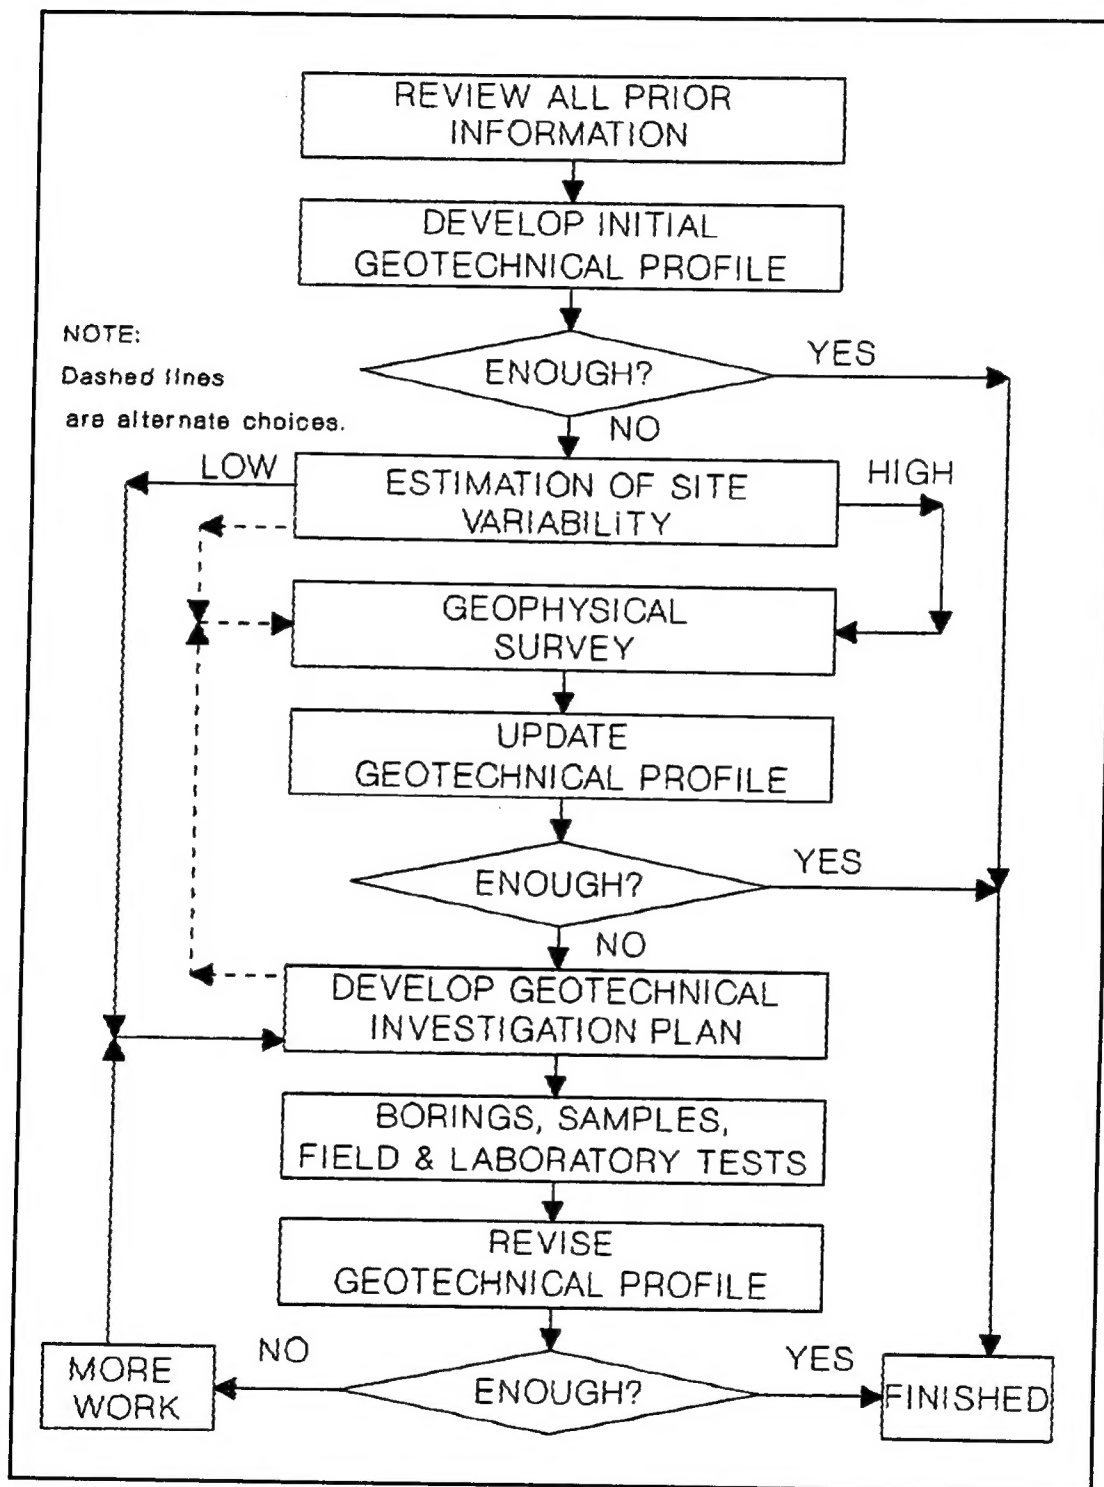 REVIEW ALL PRIOR
INFORMATION
DEVELOP INITIAL
GEOTECHNICAL PROFILE
NOTE:
Dashed lines
are alternate choices.
ENOUGH?
YES
NO
LOW
ESTIMATION OF SITE
VARIABILITY
HIGH
GEOPHYSICAL
SURVEY
UPDATE
GEOTECHNICAL PROFILE
ENOUGH?
YES
NO
DEVELOP GEOTECHNICAL
INVESTIGATION PLAN
BORINGS, SAMPLES,
FIELD & LABORATORY TESTS
REVISE
GEOTECHNICAL PROFILE
NO
ENOUGH?
YES
MORE
WORK
FINISHED